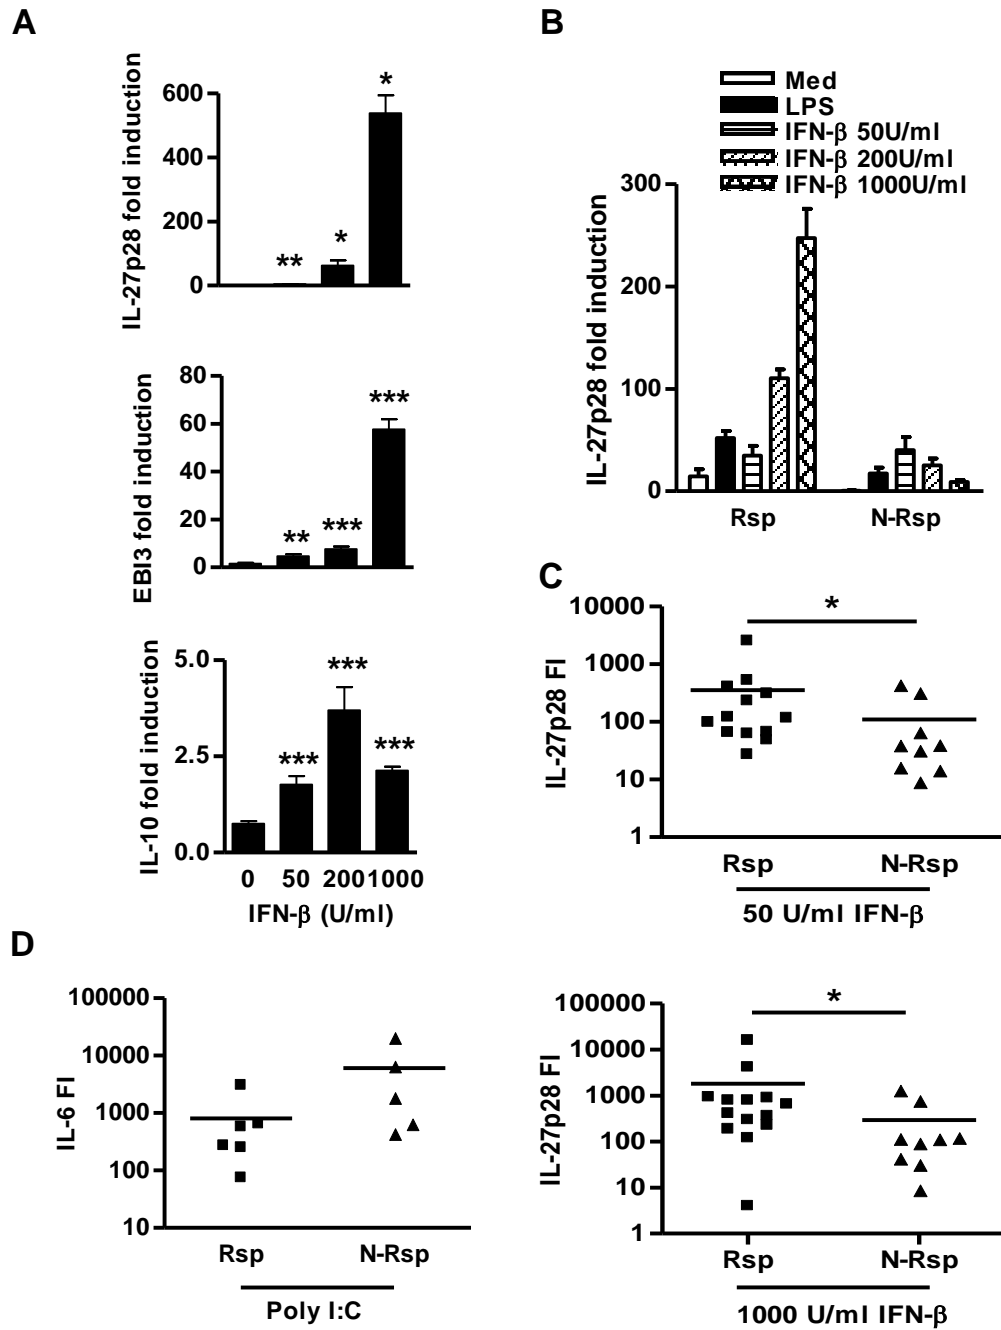 A
IL-27p28 fold induction
600
400
200
0
**
*
*
EBI3 fold induction
80
60
40
20
0
**
***
***
IL-10 fold induction
5.0
2.5
0.0
***
***
***
0 50 200 1000
IFN-β (U/ml)
B
Med
LPS
IFN-β 50U/ml
IFN-β 200U/ml
IFN-β 1000U/ml
IL-27p28 fold induction
300
200
100
0
Rsp N-Rsp
C
IL-27p28 FI
10000
1000
100
10
1
*
Rsp N-Rsp
50 U/ml IFN-β
D
IL-6 FI
100000
10000
1000
100
10
Rsp N-Rsp
Poly I:C
IL-27p28 FI
100000
10000
1000
100
10
1
*
Rsp N-Rsp
1000 U/ml IFN-β